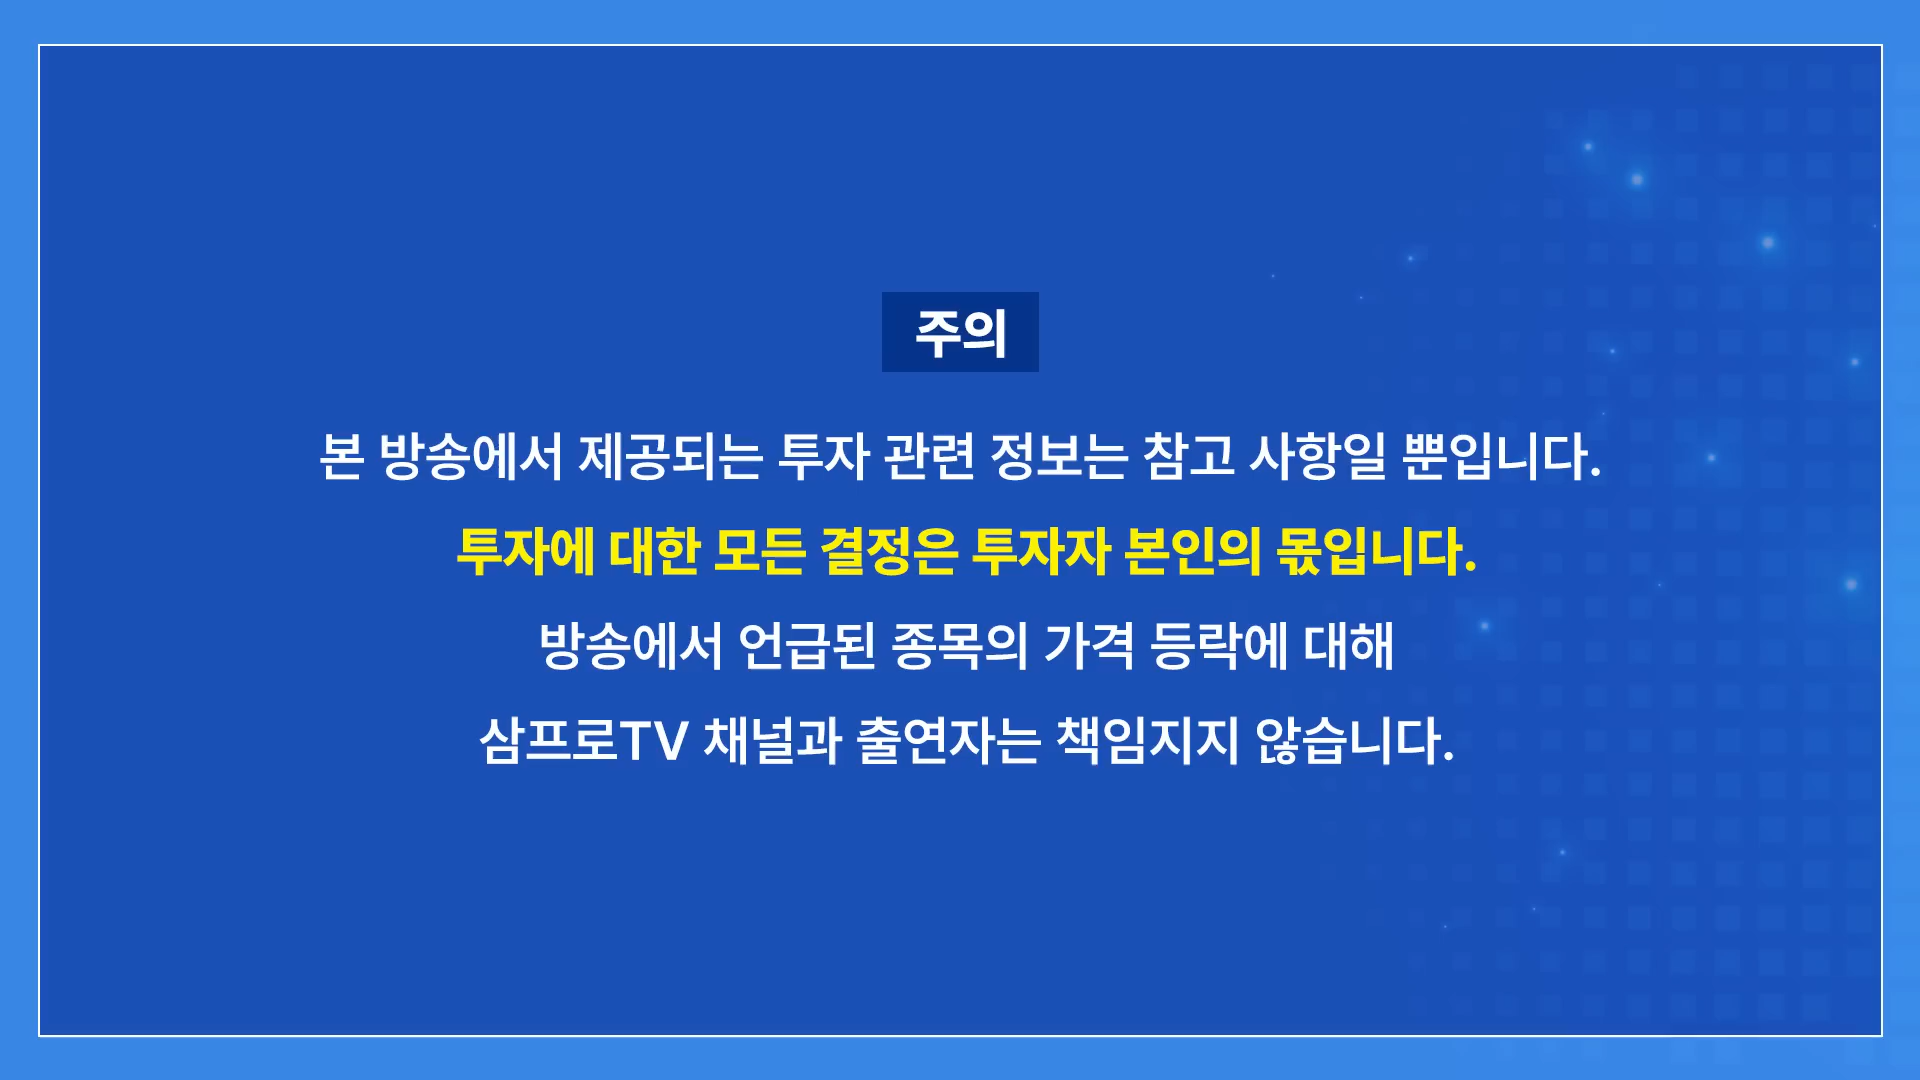 주의
본 방송에서 제공되는 투자 관련 정보는 참고 사항일 뿐입니다.
투자에 대한 모든 결정은 투자자 본인의 몫입니다.
방송에서 언급된 종목의 가격 등락에 대해
삼프로TV 채널과 출연자는 책임지지 않습니다.